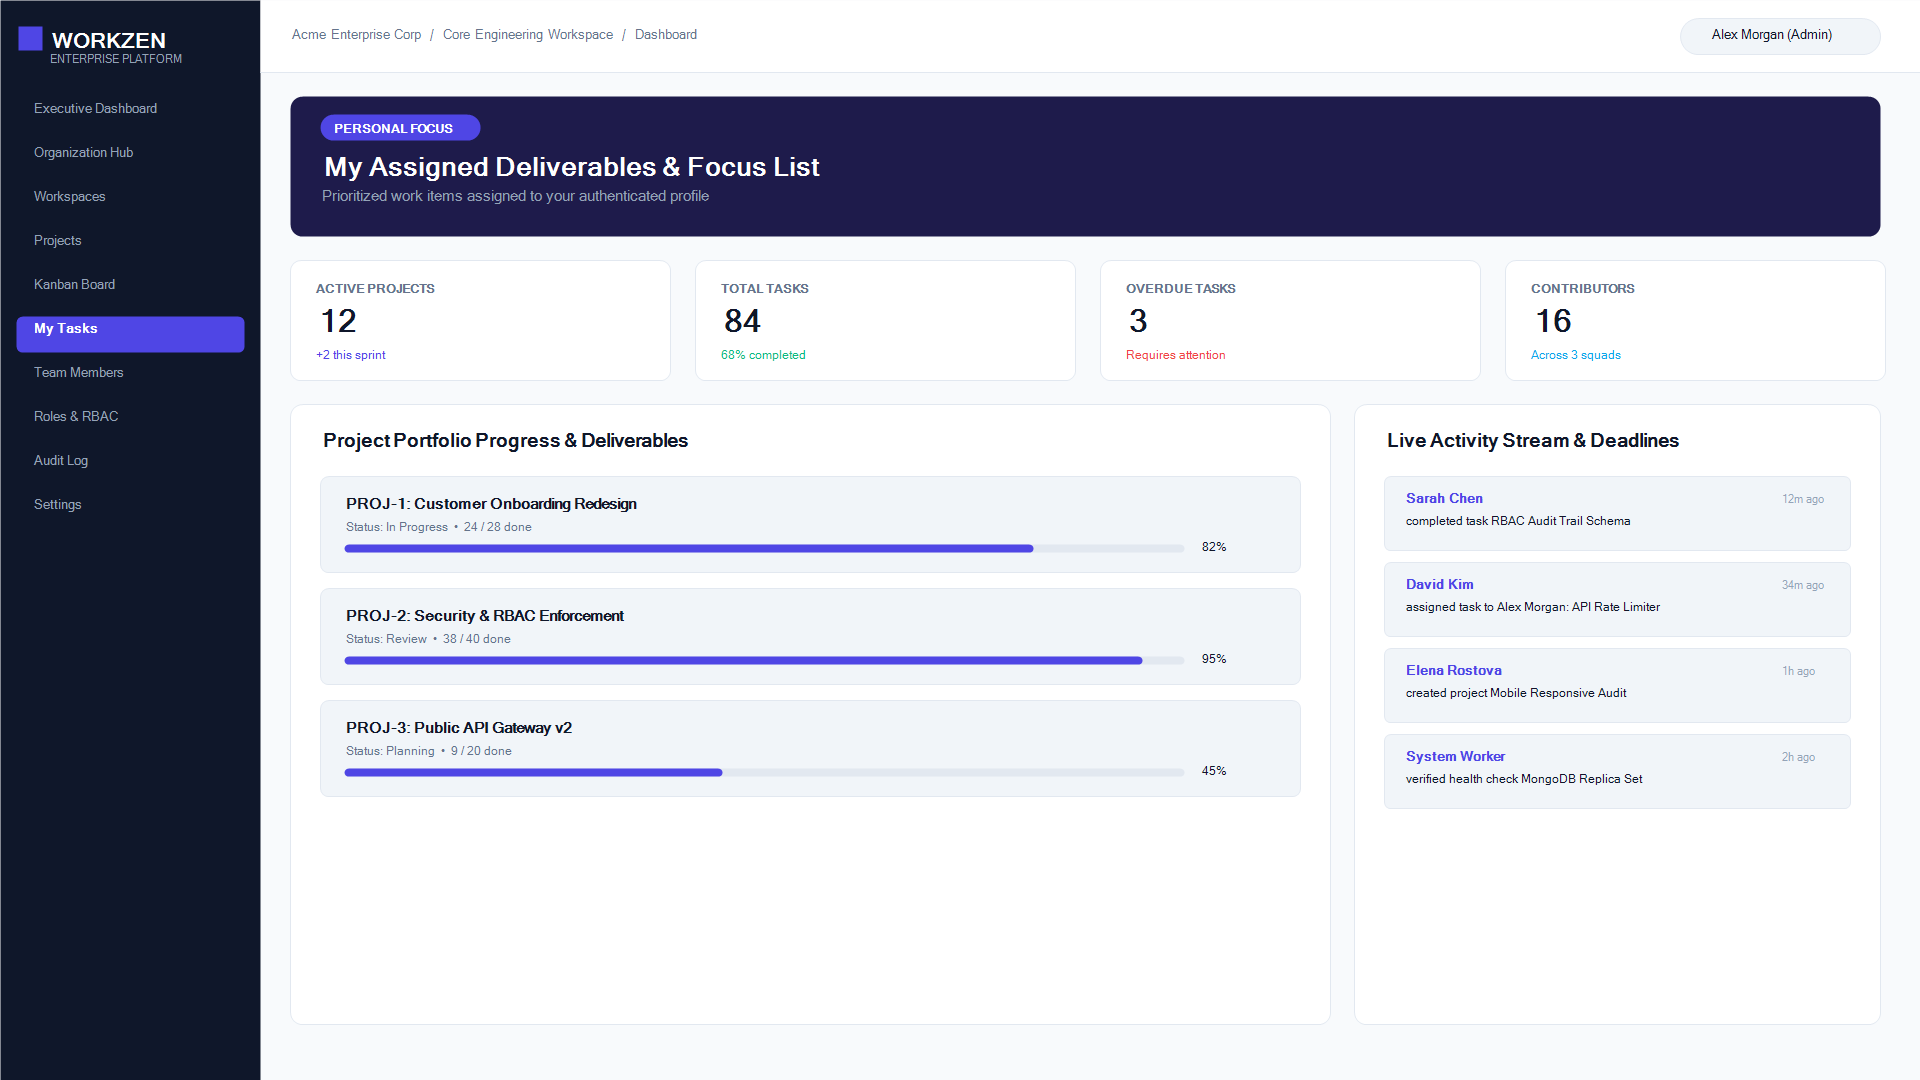 WORKZEN
ENTERPRISE PLATFORM
Executive Dashboard
Organization Hub
Workspaces
Projects
Kanban Board
My Tasks
Team Members
Roles & RBAC
Audit Log
Settings
Acme Enterprise Corp / Core Engineering Workspace / Dashboard
Alex Morgan (Admin)
PERSONAL FOCUS
My Assigned Deliverables & Focus List
Prioritized work items assigned to your authenticated profile
ACTIVE PROJECTS
12
+2 this sprint
TOTAL TASKS
84
68% completed
OVERDUE TASKS
3
Requires attention
CONTRIBUTORS
16
Across 3 squads
Project Portfolio Progress & Deliverables
PROJ-1: Customer Onboarding Redesign
Status: In Progress • 24 / 28 done
82%
PROJ-2: Security & RBAC Enforcement
Status: Review • 38 / 40 done
95%
PROJ-3: Public API Gateway v2
Status: Planning • 9 / 20 done
45%
Live Activity Stream & Deadlines
Sarah Chen
12m ago
completed task RBAC Audit Trail Schema
David Kim
34m ago
assigned task to Alex Morgan: API Rate Limiter
Elena Rostova
1h ago
created project Mobile Responsive Audit
System Worker
2h ago
verified health check MongoDB Replica Set